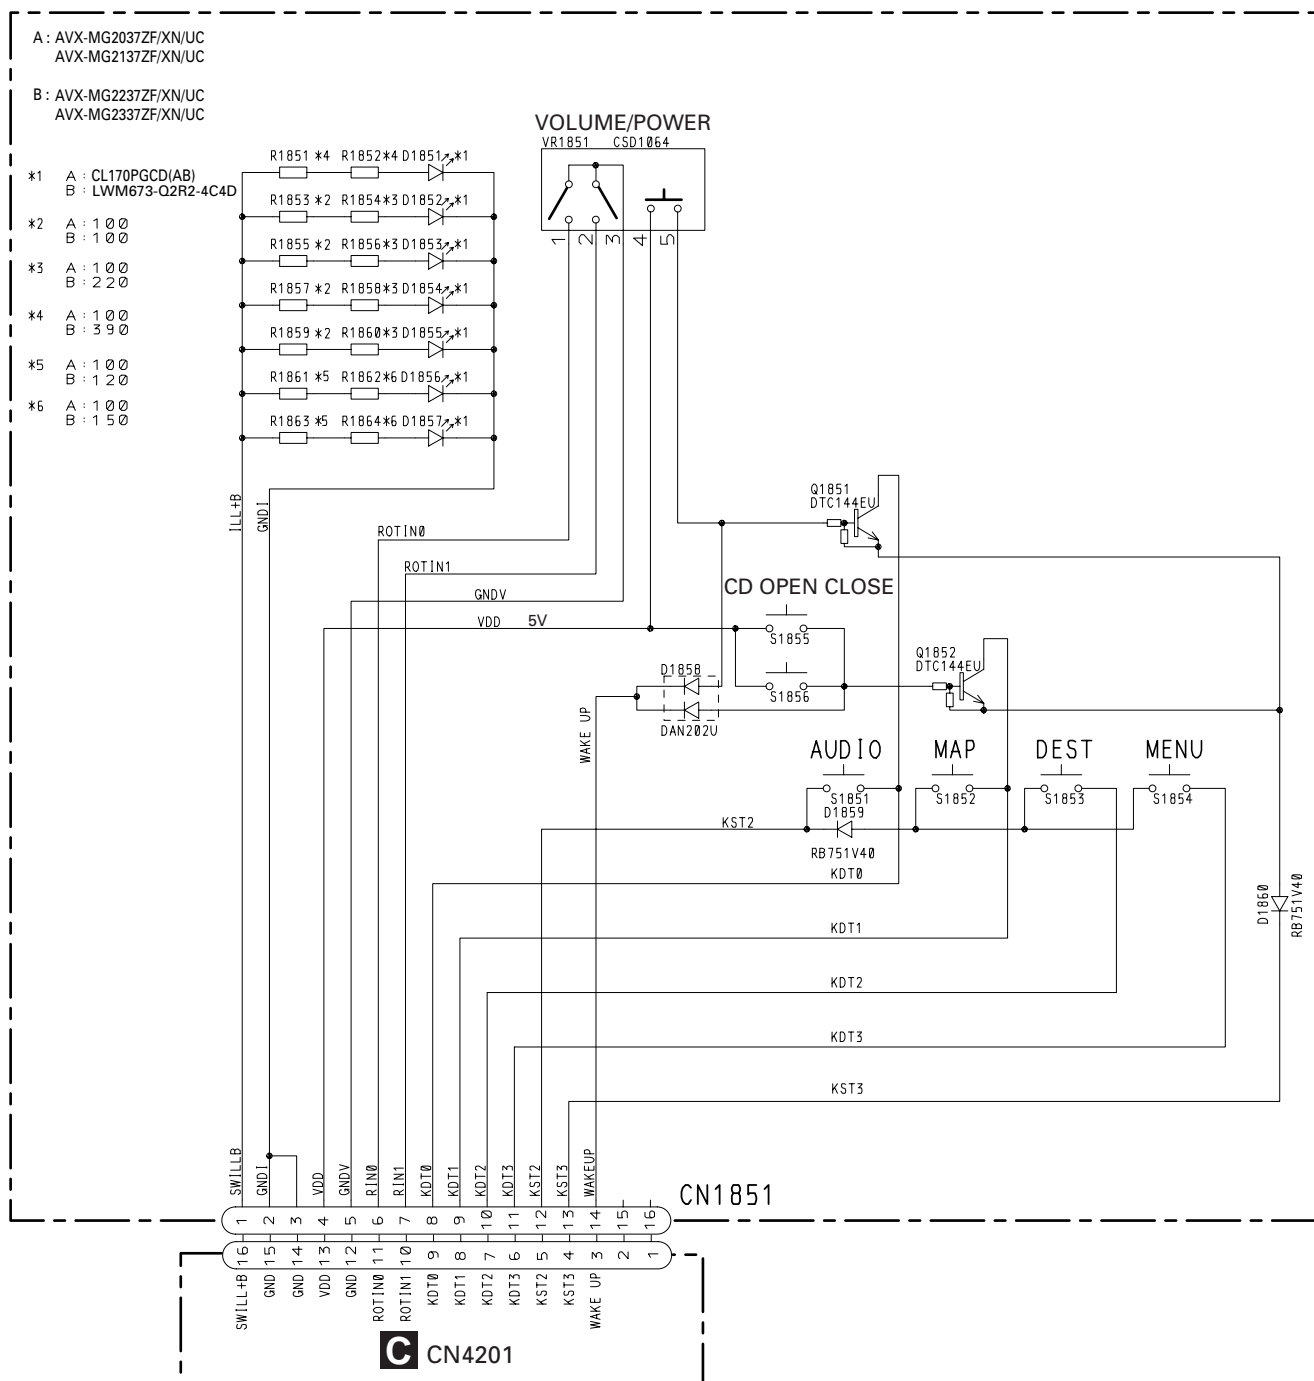 A : AVX-MG2037ZF/XN/UC
AVX-MG2137ZF/XN/UC
B : AVX-MG2237ZF/XN/UC
AVX-MG2337ZF/XN/UC
*1 A : CL170PGCD(AB)
B : LWM673-Q2R2-4C4D
*2 A : 100
B : 100
*3 A : 100
B : 220
*4 A : 100
B : 390
*5 A : 100
B : 120
*6 A : 100
B : 150
R1851 *4 R1852 *4 D1851 *1
R1853 *2 R1854 *3 D1852 *1
R1855 *2 R1856 *3 D1853 *1
R1857 *2 R1858 *3 D1854 *1
R1859 *2 R1860 *3 D1855 *1
R1861 *5 R1862 *6 D1856 *1
R1863 *5 R1864 *6 D1857 *1
VOLUME/POWER
VR1851 CSD1064
1 2 3 4 5
ILL+B
GNDI
Q1851
DTC144EU
ROTIN0
ROTIN1
GNDV
VDD 5V
CD OPEN CLOSE
S1855
S1856
Q1852
DTC144EU
D1858
DAN202U
WAKE UP
AUDIO MAP DEST MENU
S1851 S1852 S1853 S1854
D1859
RB751V40
KST2
KDT0
D1860
RB751V40
KDT1
KDT2
KDT3
KST3
SWILLB GNDI VDD GNDV RIN0 RIN1 KDT0 KDT1 KDT2 KDT3 KST2 KST3 WAKEUP
CN1851
1 2 3 4 5 6 7 8 9 10 11 12 13 14 15 16
16 15 14 13 12 11 10 9 8 7 6 5 4 3 2 1
SWILL+B GND GND VDD GND ROTIN0 ROTIN1 KDT0 KDT1 KDT2 KDT3 KST2 KST3 WAKE UP
C CN4201